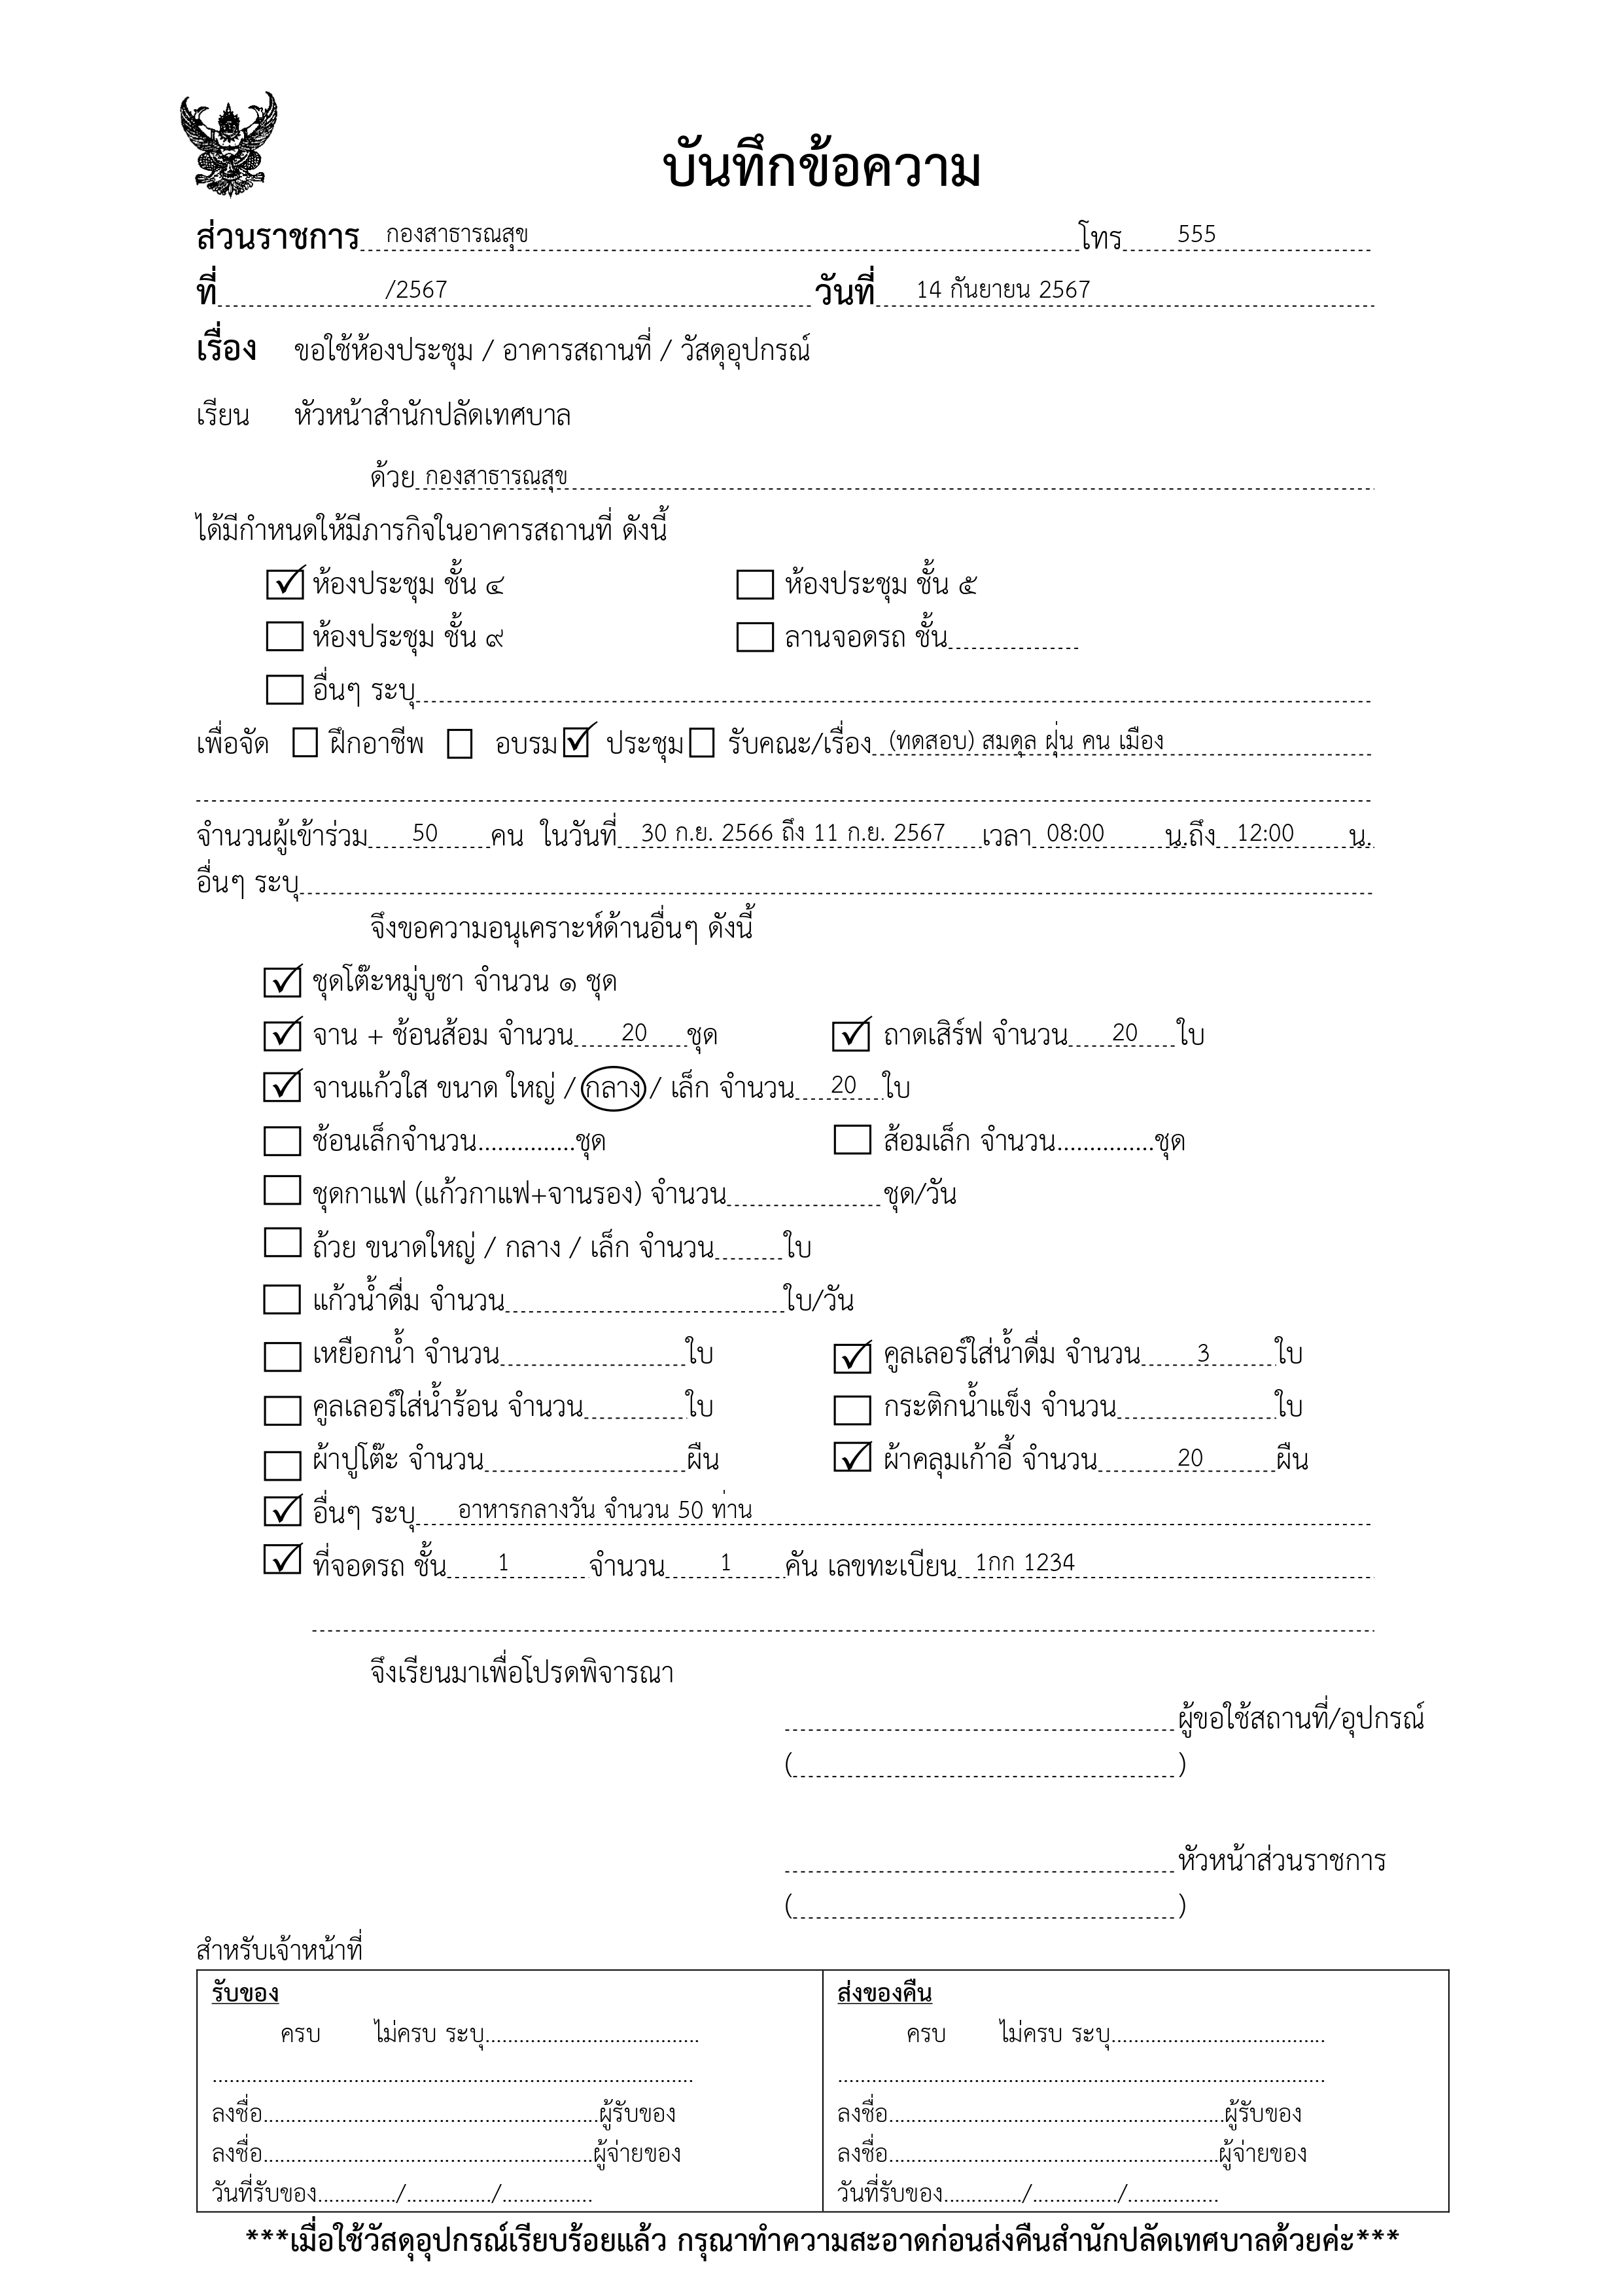 บันทึกข้อความ
ส่วนราชการ กองสาธารณสุข โทร 555
ที่ /2567 วันที่ 14 กันยายน 2567
เรื่อง ขอใช้ห้องประชุม / อาคารสถานที่ / วัสดุอุปกรณ์
เรียน หัวหน้าสำนักปลัดเทศบาล
ด้วย กองสาธารณสุข
ได้มีกำหนดให้มีภารกิจในอาคารสถานที่ ดังนี้
ห้องประชุม ชั้น ๔ ห้องประชุม ชั้น ๕
ห้องประชุม ชั้น ๙ ลานจอดรถ ชั้น
อื่นๆ ระบุ
เพื่อจัด ฝึกอาชีพ อบรม ประชุม รับคณะ/เรื่อง (ทดสอบ) สมดุล ฝุ่น คน เมือง
จำนวนผู้เข้าร่วม 50 คน ในวันที่ 30 ก.ย. 2566 ถึง 11 ก.ย. 2567 เวลา 08:00 น.ถึง 12:00 น.
อื่นๆ ระบุ
จึงขอความอนุเคราะห์ด้านอื่นๆ ดังนี้
ชุดโต๊ะหมู่บูชา จำนวน ๑ ชุด
จาน + ช้อนส้อม จำนวน 20 ชุด ถาดเสิร์ฟ จำนวน 20 ใบ
จานแก้วใส ขนาด ใหญ่ / กลาง / เล็ก จำนวน 20 ใบ
ช้อนเล็กจำนวน...............ชุด ส้อมเล็ก จำนวน...............ชุด
ชุดกาแฟ (แก้วกาแฟ+จานรอง) จำนวน ชุด/วัน
ถ้วย ขนาดใหญ่ / กลาง / เล็ก จำนวน ใบ
แก้วน้ำดื่ม จำนวน ใบ/วัน
เหยือกน้ำ จำนวน ใบ คูลเลอร์ใส่น้ำดื่ม จำนวน 3 ใบ
คูลเลอร์ใส่น้ำร้อน จำนวน ใบ กระติกน้ำแข็ง จำนวน ใบ
ผ้าปูโต๊ะ จำนวน ผืน ผ้าคลุมเก้าอี้ จำนวน 20 ผืน
อื่นๆ ระบุ อาหารกลางวัน จำนวน 50 ท่าน
ที่จอดรถ ชั้น 1 จำนวน 1 คัน เลขทะเบียน 1กก 1234
จึงเรียนมาเพื่อโปรดพิจารณา
ผู้ขอใช้สถานที่/อุปกรณ์
( )
หัวหน้าส่วนราชการ
( )
สำหรับเจ้าหน้าที่
รับของ
ครบ ไม่ครบ ระบุ......................................
......................................................................................
ลงชื่อ............................................................ผู้รับของ
ลงชื่อ...........................................................ผู้จ่ายของ
วันที่รับของ............../.............../................
ส่งของคืน
ครบ ไม่ครบ ระบุ......................................
......................................................................................
ลงชื่อ............................................................ผู้รับของ
ลงชื่อ...........................................................ผู้จ่ายของ
วันที่รับของ............../.............../................
***เมื่อใช้วัสดุอุปกรณ์เรียบร้อยแล้ว กรุณาทำความสะอาดก่อนส่งคืนสำนักปลัดเทศบาลด้วยค่ะ***